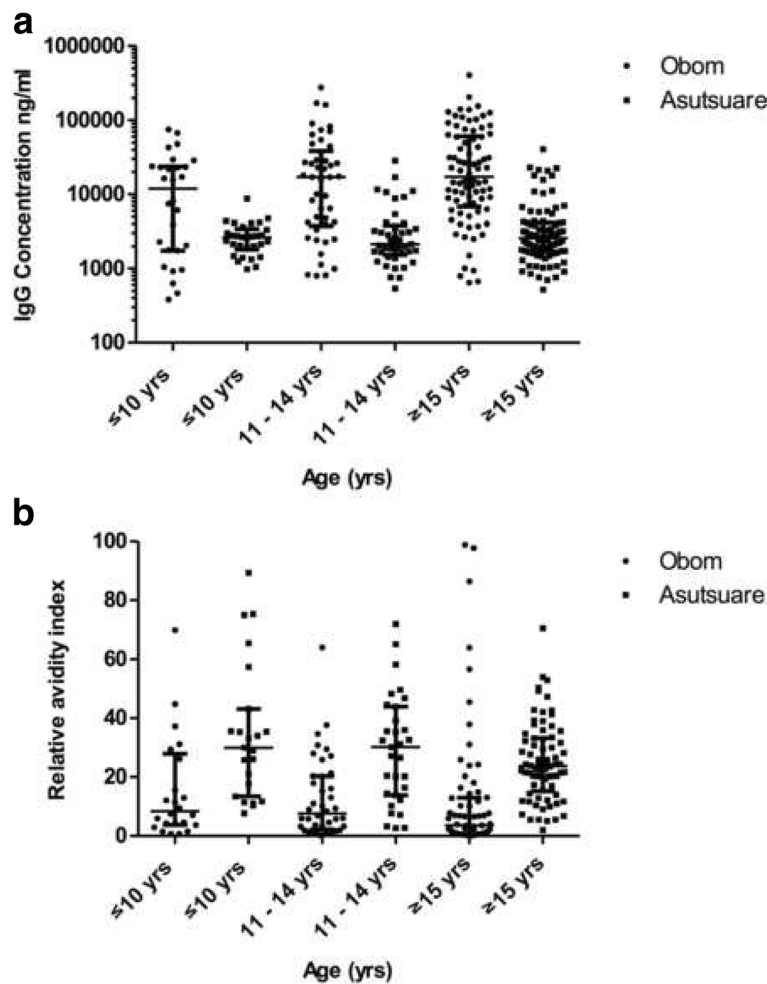 a
IgG Concentration ng/ml
1000000
100000
10000
1000
100
≤10 yrs
≤10 yrs
11 - 14 yrs
11 - 14 yrs
≥15 yrs
≥15 yrs
Age (yrs)
Obom
Asutsuare
b
Relative avidity index
100
80
60
40
20
0
≤10 yrs
≤10 yrs
11 - 14 yrs
11 - 14 yrs
≥15 yrs
≥15 yrs
Age (yrs)
Obom
Asutsuare